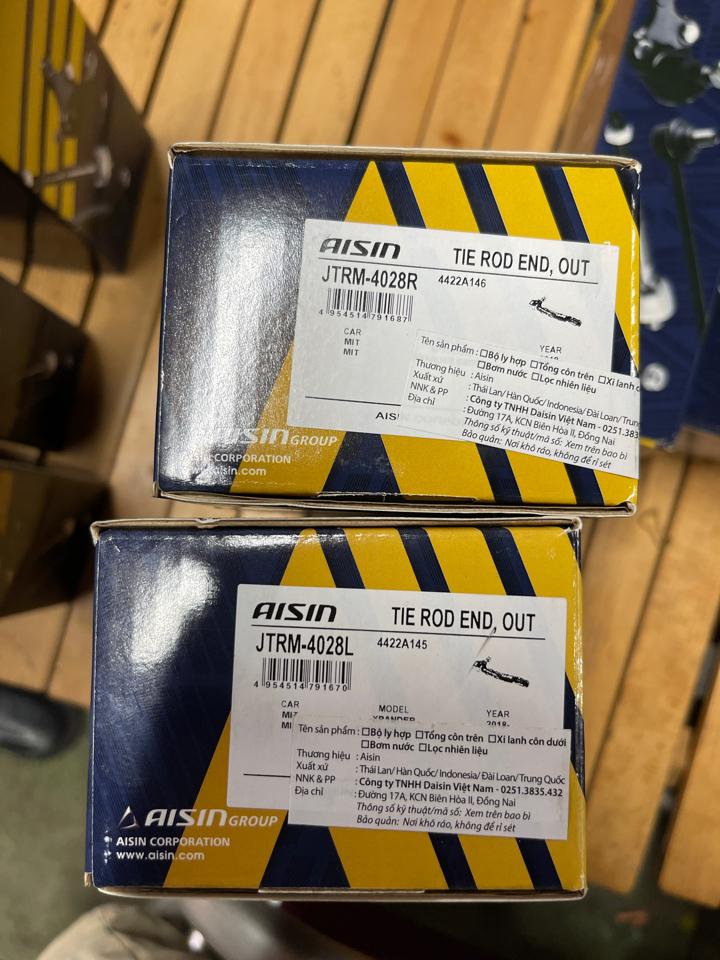 AISIN
TIE ROD END, OUT
JTRM-4028R
4422A146
4 954514 791687
CAR
YEAR
MIT
MIT
Tên sản phẩm : ☐Bộ ly hợp ☐Tổng côn trên ☐Xi lanh c
☐Bơm nước ☐Lọc nhiên liệu
Thương hiệu : Aisin
Xuất xứ : Thái Lan/ Hàn Quốc/ Indonesia/ Đài Loan/ Trung
NNK & PP : Công ty TNHH Daisin Việt Nam - 0251.383
Địa chỉ : Đường 17A, KCN Biên Hòa II, Đồng Nai
Thông số kỹ thuật/mã số: Xem trên bao bì
Bảo quản: Nơi khô ráo, không để rỉ sét
AISIN GROUP
AISIN CORPORATION
www.aisin.com
AISIN
TIE ROD END, OUT
JTRM-4028L
4422A145
4 954514 791670
CAR MODEL YEAR
XPANDER 2018-
Tên sản phẩm : ☐Bộ ly hợp ☐Tổng côn trên ☐Xi lanh côn dưới
☐Bơm nước ☐Lọc nhiên liệu
Thương hiệu : Aisin
Xuất xứ : Thái Lan/ Hàn Quốc/ Indonesia/ Đài Loan/ Trung Quốc
NNK & PP : Công ty TNHH Daisin Việt Nam - 0251.3835.432
Địa chỉ : Đường 17A, KCN Biên Hòa II, Đồng Nai
Thông số kỹ thuật/mã số: Xem trên bao bì
Bảo quản: Nơi khô ráo, không để rỉ sét
AISIN GROUP
AISIN CORPORATION
www.aisin.com